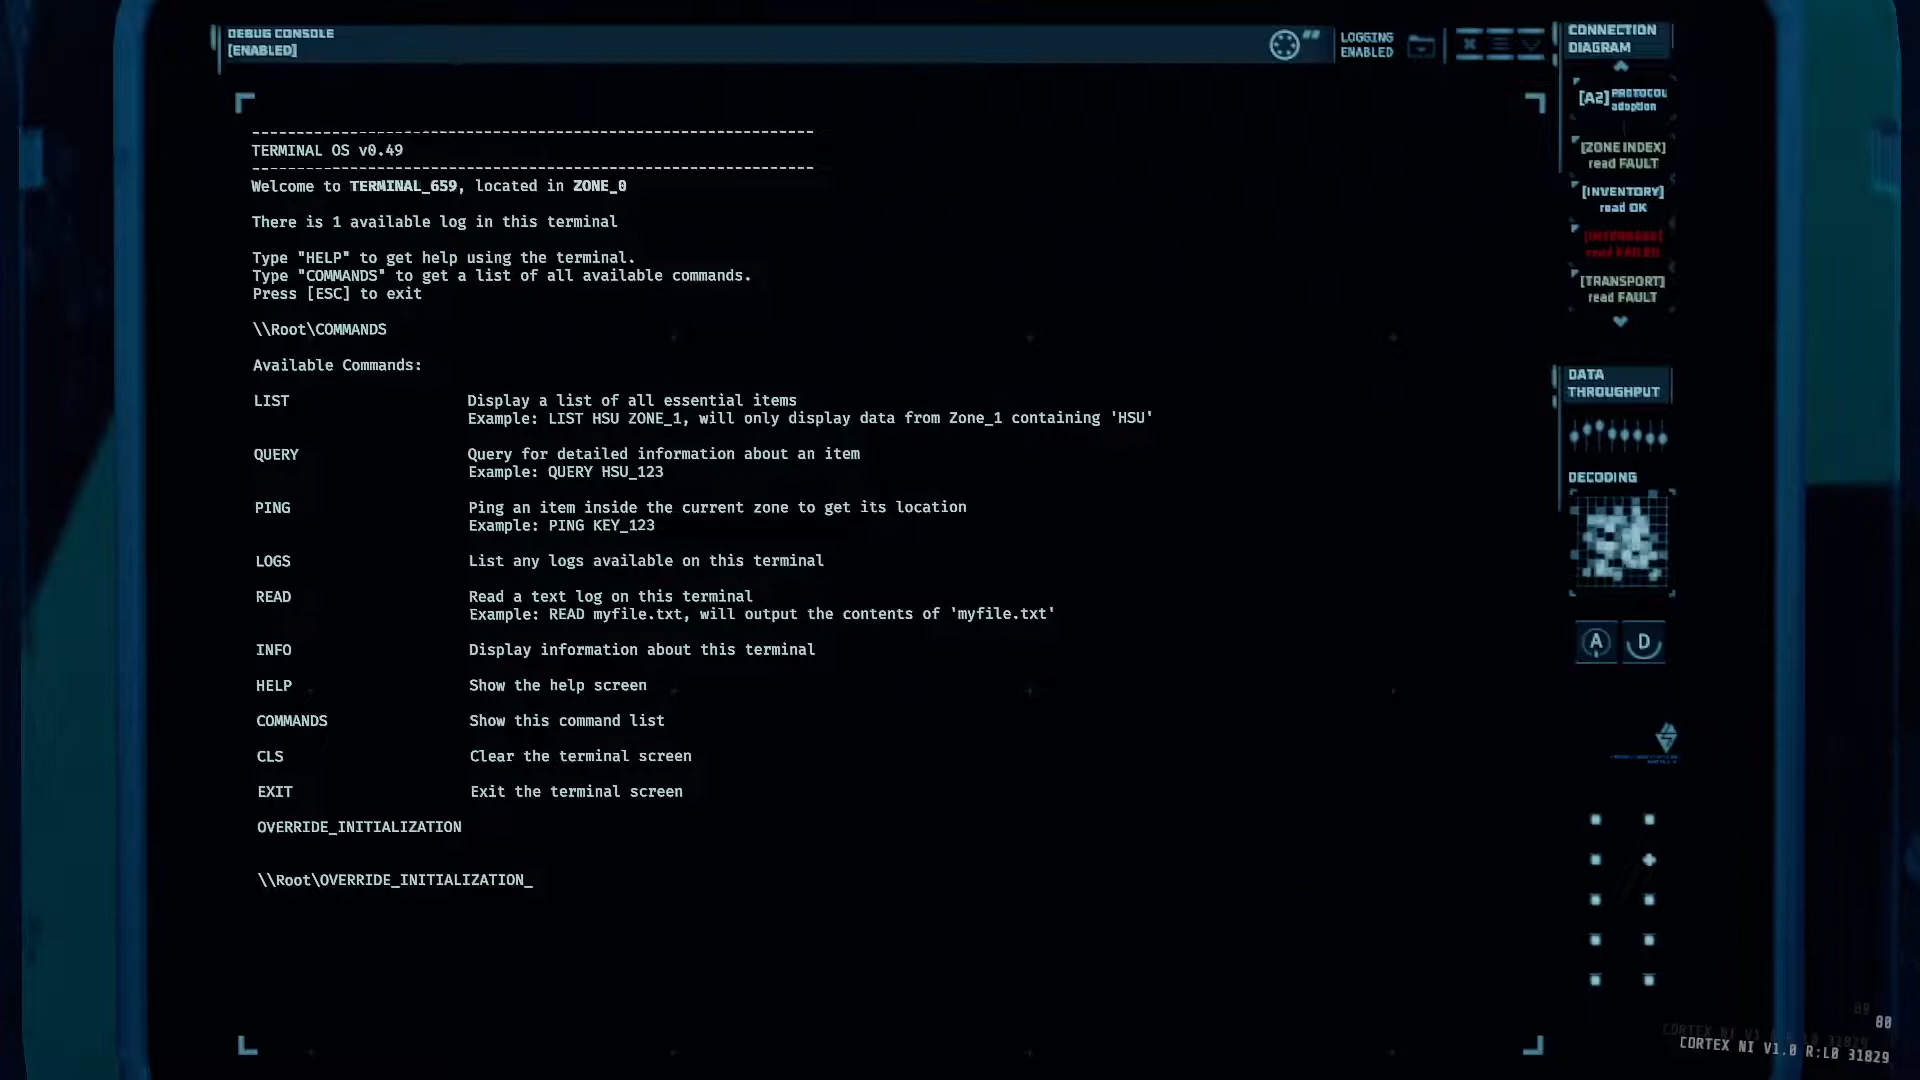 DEBUG CONSOLE
[ENABLED]
LOGGING
ENABLED
--------------------------------------------------------------
TERMINAL OS v0.49
--------------------------------------------------------------
Welcome to TERMINAL_659, located in ZONE_0
There is 1 available log in this terminal
Type "HELP" to get help using the terminal.
Type "COMMANDS" to get a list of all available commands.
Press [ESC] to exit
\\Root\COMMANDS
Available Commands:
LIST Display a list of all essential items
Example: LIST HSU ZONE_1, will only display data from Zone_1 containing 'HSU'
QUERY Query for detailed information about an item
Example: QUERY HSU_123
PING Ping an item inside the current zone to get its location
Example: PING KEY_123
LOGS List any logs available on this terminal
READ Read a text log on this terminal
Example: READ myfile.txt, will output the contents of 'myfile.txt'
INFO Display information about this terminal
HELP Show the help screen
COMMANDS Show this command list
CLS Clear the terminal screen
EXIT Exit the terminal screen
OVERRIDE_INITIALIZATION
\\Root\OVERRIDE_INITIALIZATION_
CONNECTION
DIAGRAM
[A2] PROTOCOL
adoption
[ZONE INDEX]
read FAULT
[INVENTORY]
read OK
read FAILED
[TRANSPORT]
read FAULT
DATA
THROUGHPUT
DECODING
A D
80
CORTEX NI V1.0 R:L0 31829